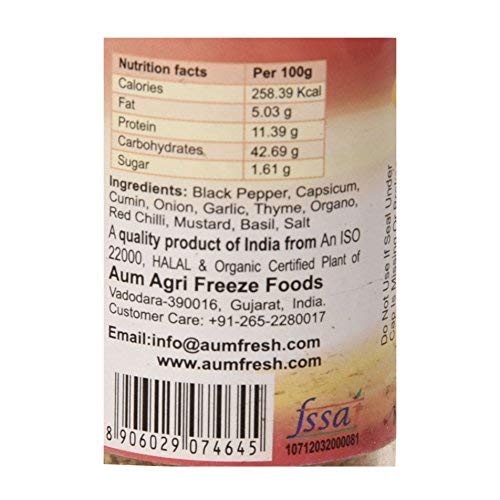 Nutrition facts Per 100g
Calories 258.39 Kcal
Fat 5.03 g
Protein 11.39 g
Carbohydrates 42.69 g
Sugar 1.61 g
Ingredients: Black Pepper, Capsicum,
Cumin, Onion, Garlic, Thyme, Organo,
Red Chilli, Mustard, Basil, Salt
A quality product of India from An ISO
22000, HALAL & Organic Certified Plant of
Aum Agri Freeze Foods
Vadodara-390016, Gujarat, India.
Customer Care: +91-265-2280017
Email:info@aumfresh.com
www.aumfresh.com
8 906029 074645
fssai
10712032000081
Do Not Use If Seal Under
Cap Is Missing Or